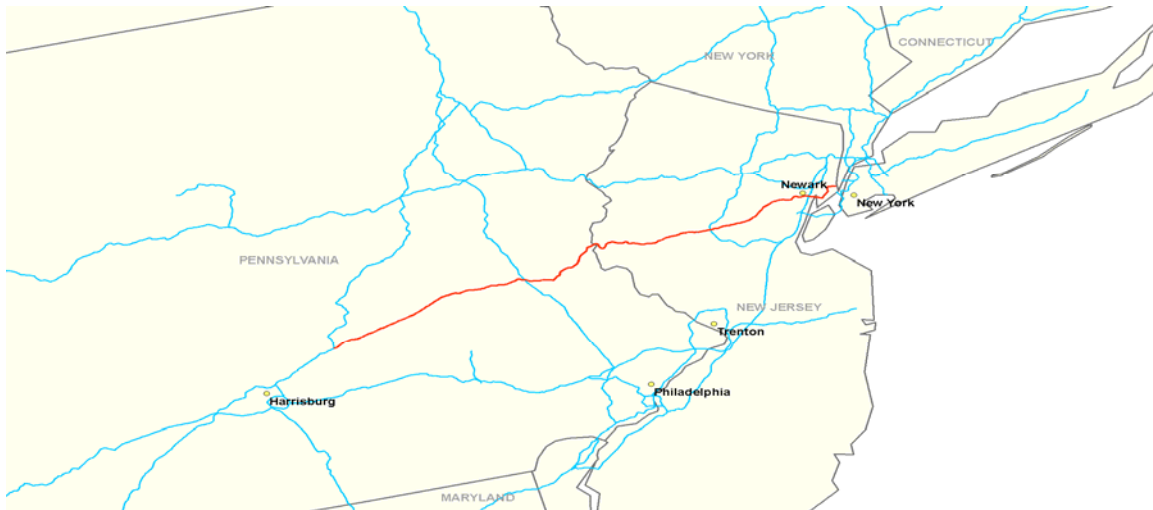 CONNECTICUT
NEW YORK
Newark
New York
PENNSYLVANIA
NEW JERSEY
Trenton
Philadelphia
Harrisburg
MARYLAND